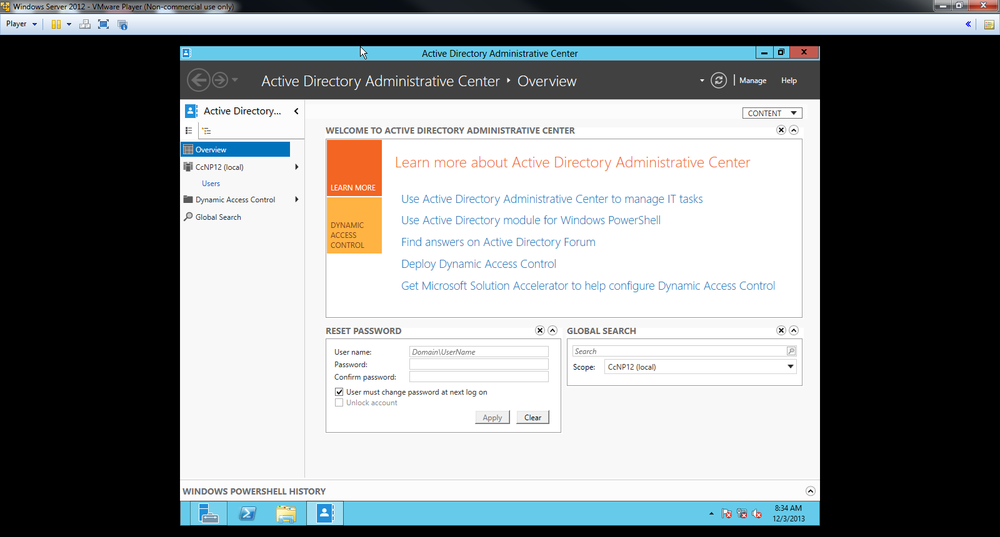 Windows Server 2012 - VMware Player (Non-commercial use only)
Player
Active Directory Administrative Center
Active Directory Administrative Center Overview
Manage
Help
Active Directory...
CONTENT
Overview
CcNP12 (local)
Users
Dynamic Access Control
Global Search
WELCOME TO ACTIVE DIRECTORY ADMINISTRATIVE CENTER
LEARN MORE
DYNAMIC
ACCESS
CONTROL
Learn more about Active Directory Administrative Center
Use Active Directory Administrative Center to manage IT tasks
Use Active Directory module for Windows PowerShell
Find answers on Active Directory Forum
Deploy Dynamic Access Control
Get Microsoft Solution Accelerator to help configure Dynamic Access Control
RESET PASSWORD
User name:
Domain\UserName
Password:
Confirm password:
User must change password at next log on
Unlock account
Apply
Clear
GLOBAL SEARCH
Search
Scope:
CcNP12 (local)
WINDOWS POWERSHELL HISTORY
8:34 AM
12/3/2013